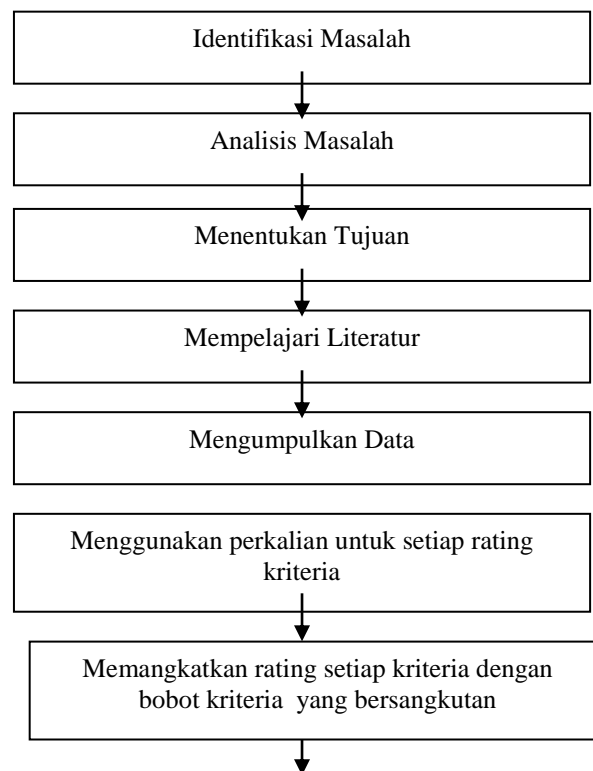 Identifikasi Masalah
Analisis Masalah
Menentukan Tujuan
Mempelajari Literatur
Mengumpulkan Data
Menggunakan perkalian untuk setiap rating
kriteria
Memangkatkan rating setiap kriteria dengan
bobot kriteria  yang bersangkutan